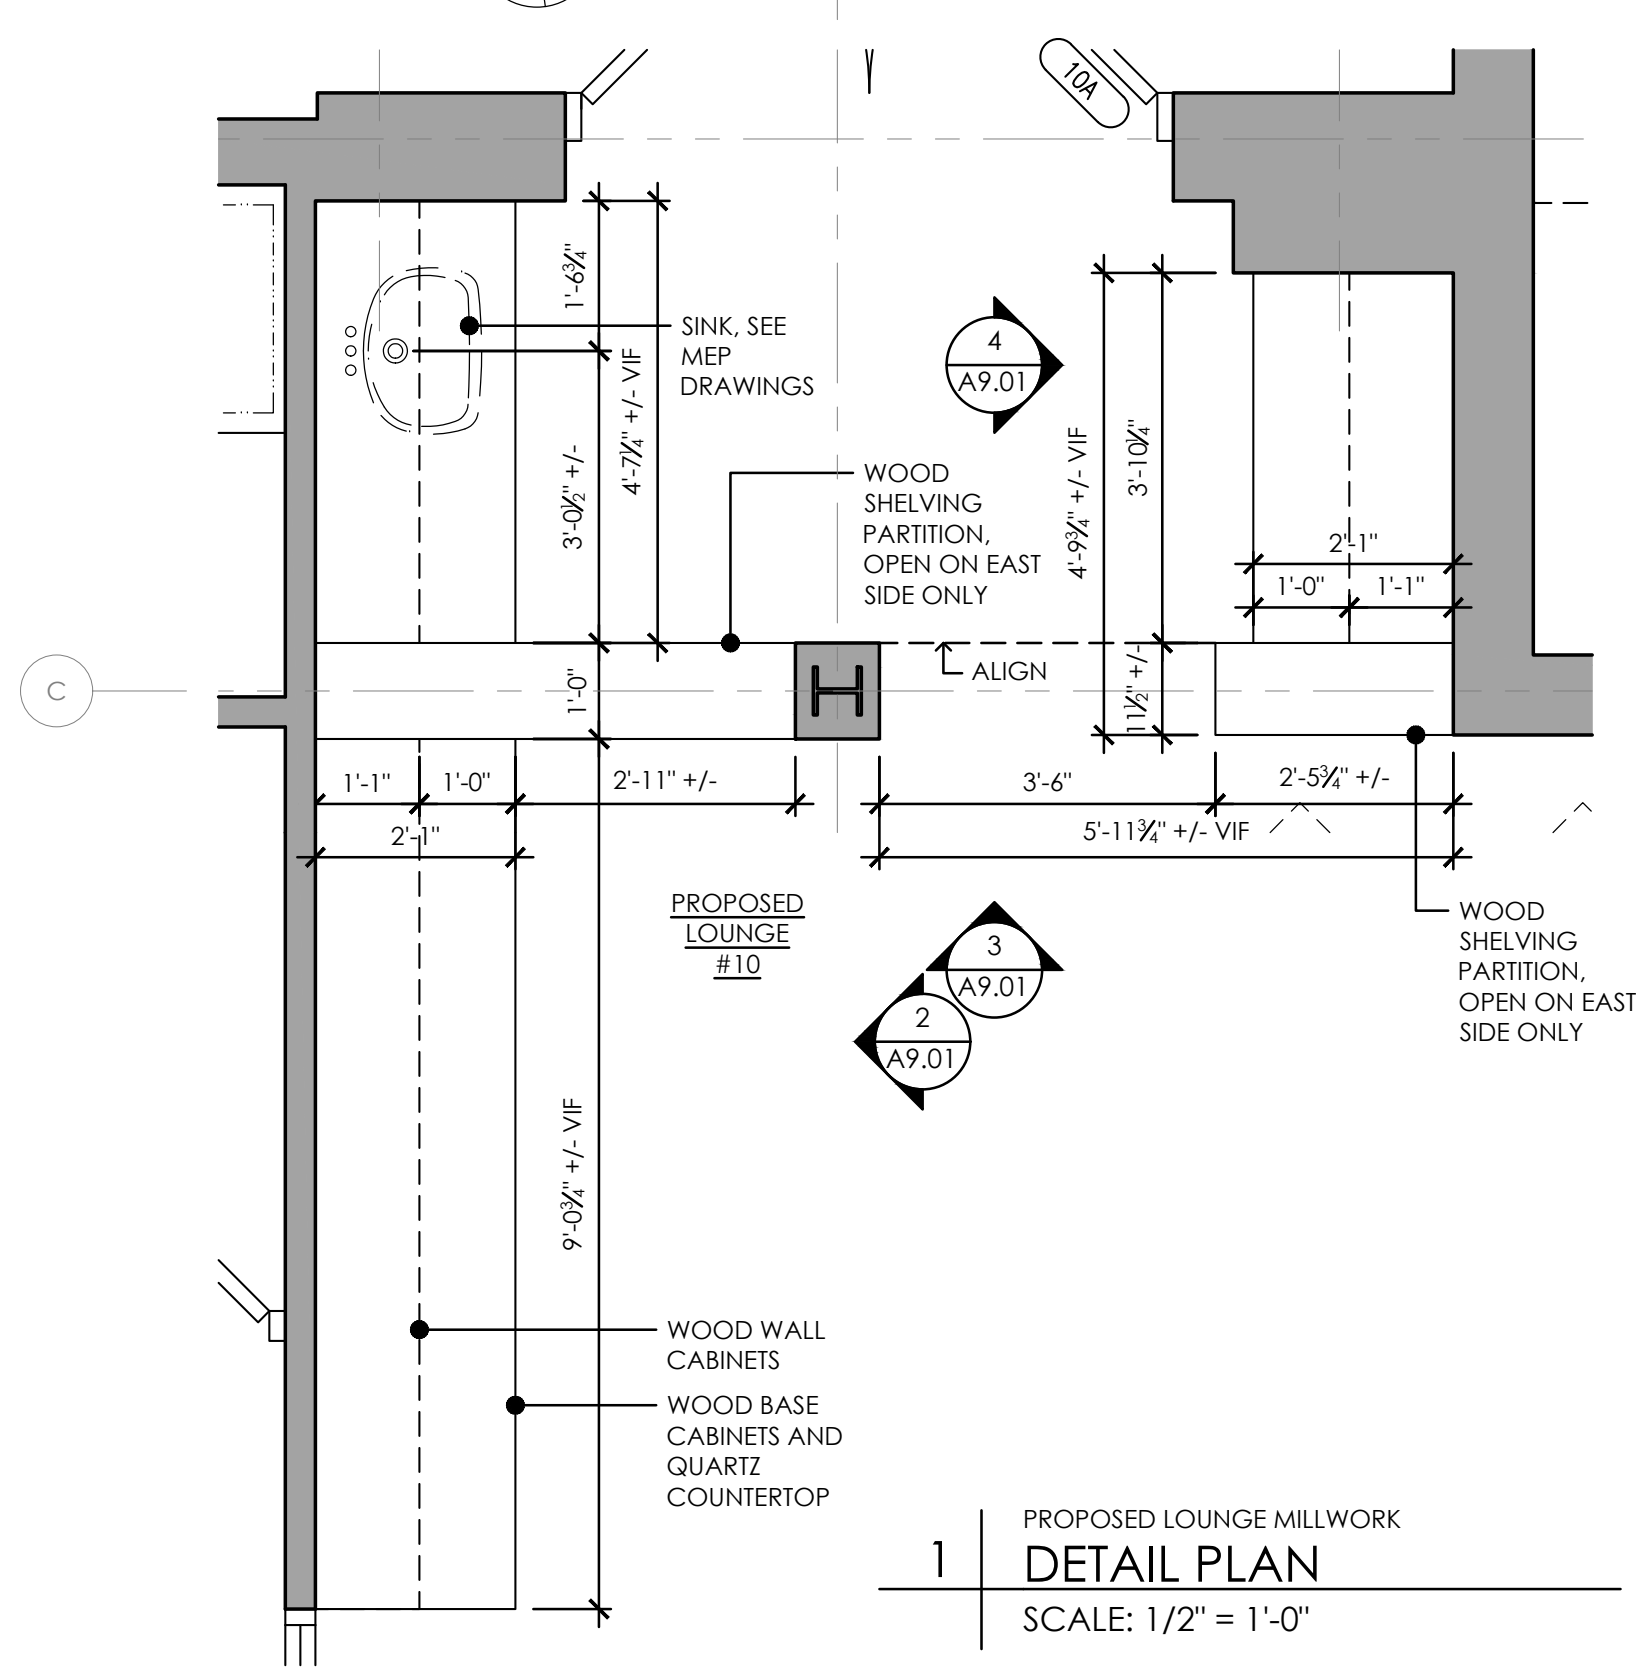 10A
1'-6¾"
SINK, SEE
MEP
DRAWINGS
4'-7¼" +/- VIF
3'-0½" +/-
4
A9.01
WOOD
SHELVING
PARTITION,
OPEN ON EAST
SIDE ONLY
4'-9¾" +/- VIF
3'-10¼"
2'-1"
1'-0"
1'-1"
ALIGN
C
1'-0"
11½" +/-
1'-1"
1'-0"
2'-11" +/-
3'-6"
2'-5¾" +/-
2'-1"
5'-11¾" +/- VIF
PROPOSED
LOUNGE
#10
3
A9.01
2
A9.01
WOOD
SHELVING
PARTITION,
OPEN ON EAST
SIDE ONLY
9'-0¾" +/- VIF
WOOD WALL
CABINETS
WOOD BASE
CABINETS AND
QUARTZ
COUNTERTOP
1
PROPOSED LOUNGE MILLWORK
DETAIL PLAN
SCALE: 1/2" = 1'-0"